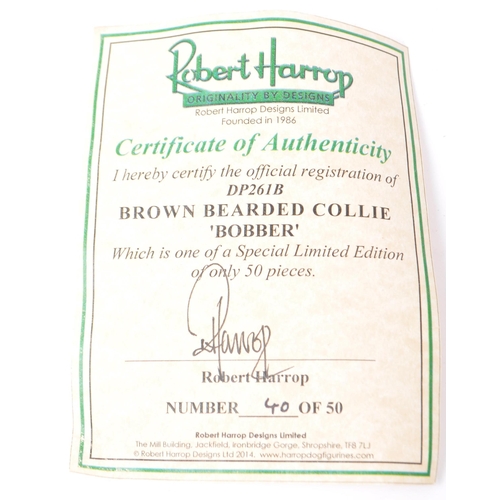 Robert Harrop
ORIGINALITY BY DESIGNS
Robert Harrop Designs Limited
Founded in 1986
Certificate of Authenticity
I hereby certify the official registration of
DP261B
BROWN BEARDED COLLIE
'BOBBER'
Which is one of a Special Limited Edition
of only 50 pieces.
R Harrop
Robert Harrop
NUMBER 40 OF 50
Robert Harrop Designs Limited
The Mill Building, Jackfield, Ironbridge Gorge, Shropshire, TF8 7LJ
© Robert Harrop Designs Ltd 2014. www.harropdogfigurines.com